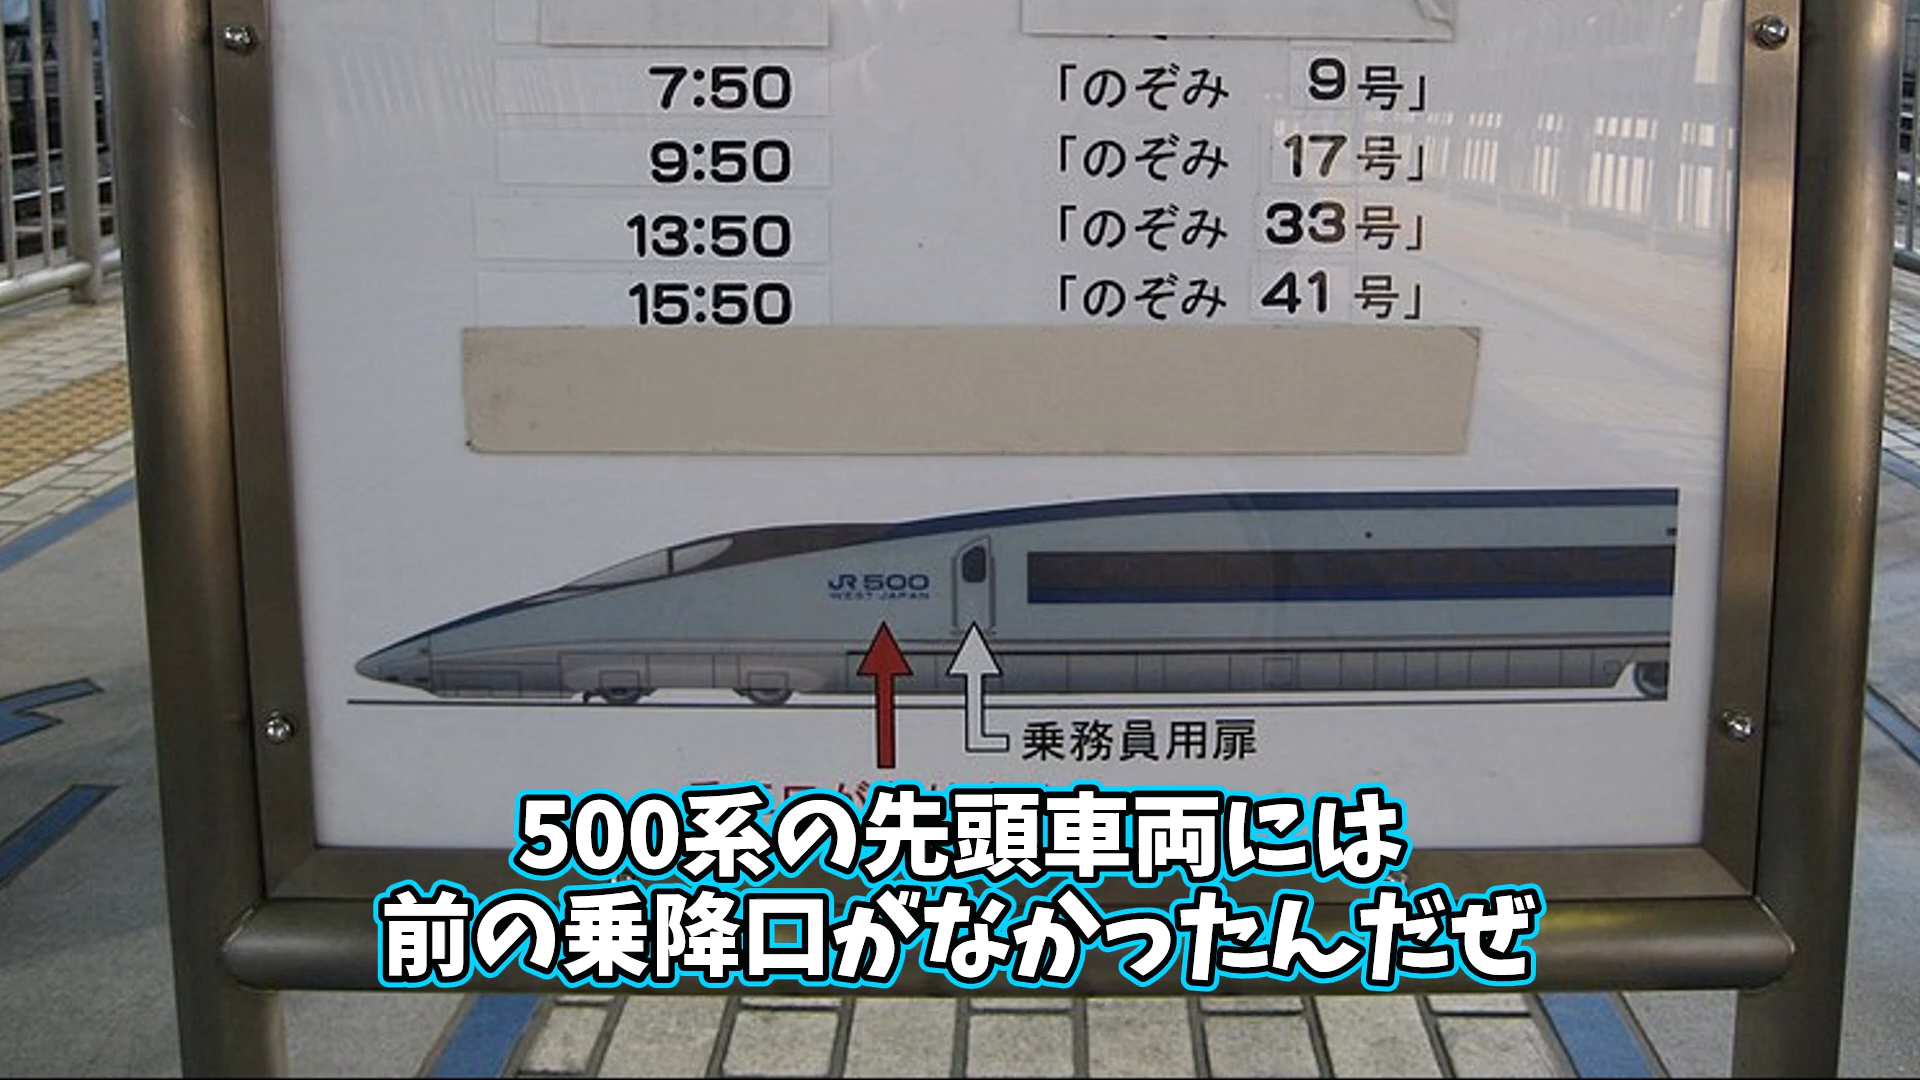 7:50 「のぞみ 9号」
9:50 「のぞみ 17号」
13:50 「のぞみ 33号」
15:50 「のぞみ 41号」
JR 500
WEST JAPAN
乗務員用扉
500系の先頭車両には
前の乗降口がなかったんだぜ